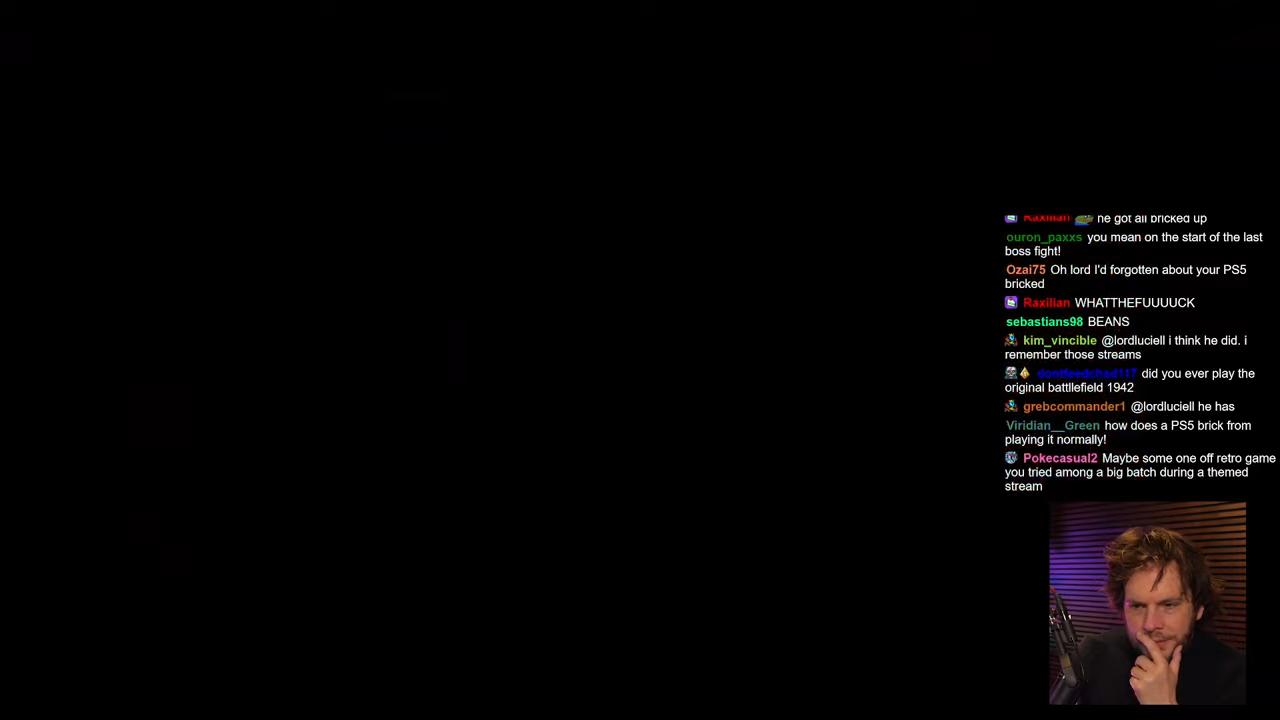 Raxilian he got all bricked up
ouron_paxxs you mean on the start of the last
boss fight!
Ozai75 Oh lord I'd forgotten about your PS5
bricked
Raxilian WHATTHEFUUUUCK
sebastians98 BEANS
kim_vincible @lordluciell i think he did. i
remember those streams
dontfeedchad117 did you ever play the
original battllefield 1942
grebcommander1 @lordluciell he has
Viridian__Green how does a PS5 brick from
playing it normally!
Pokecasual2 Maybe some one off retro game
you tried among a big batch during a themed
stream